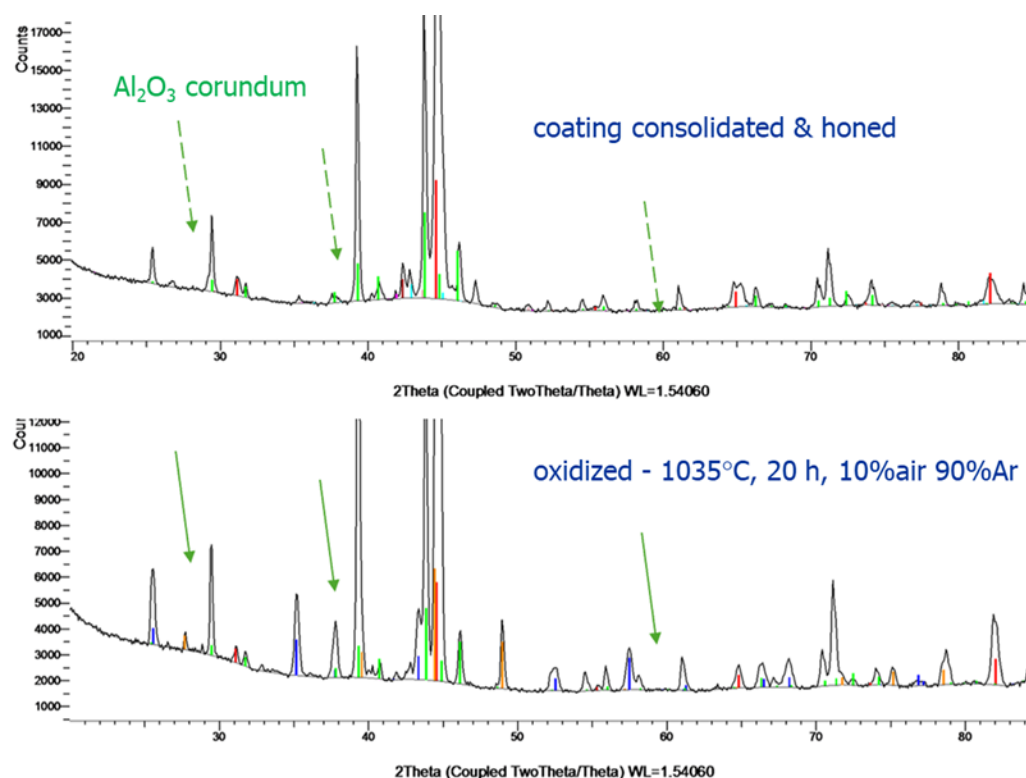 Counts
17000
15000
13000
11000
9000
7000
5000
3000
1000
Al₂O₃ corundum
coating consolidated & honed
20 30 40 50 60 70 80
2Theta (Coupled TwoTheta/Theta) WL=1.54060
Cour
12000
11000
10000
9000
8000
7000
6000
5000
4000
3000
2000
1000
oxidized - 1035°C, 20 h, 10%air 90%Ar
30 40 50 60 70 80
2Theta (Coupled TwoTheta/Theta) WL=1.54060